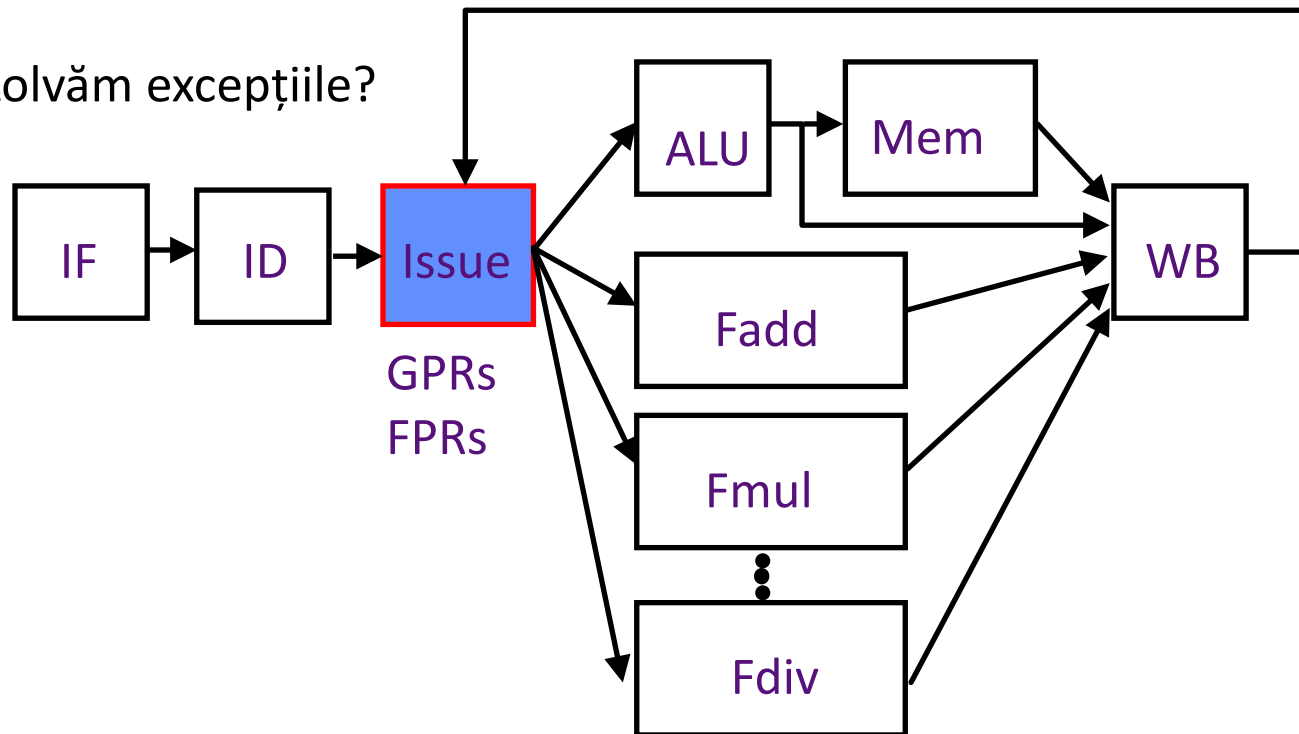 olvăm excepțiile?
ALU
Mem
IF
ID
Issue
WB
GPRs
FPRs
Fadd
Fmul
Fdiv